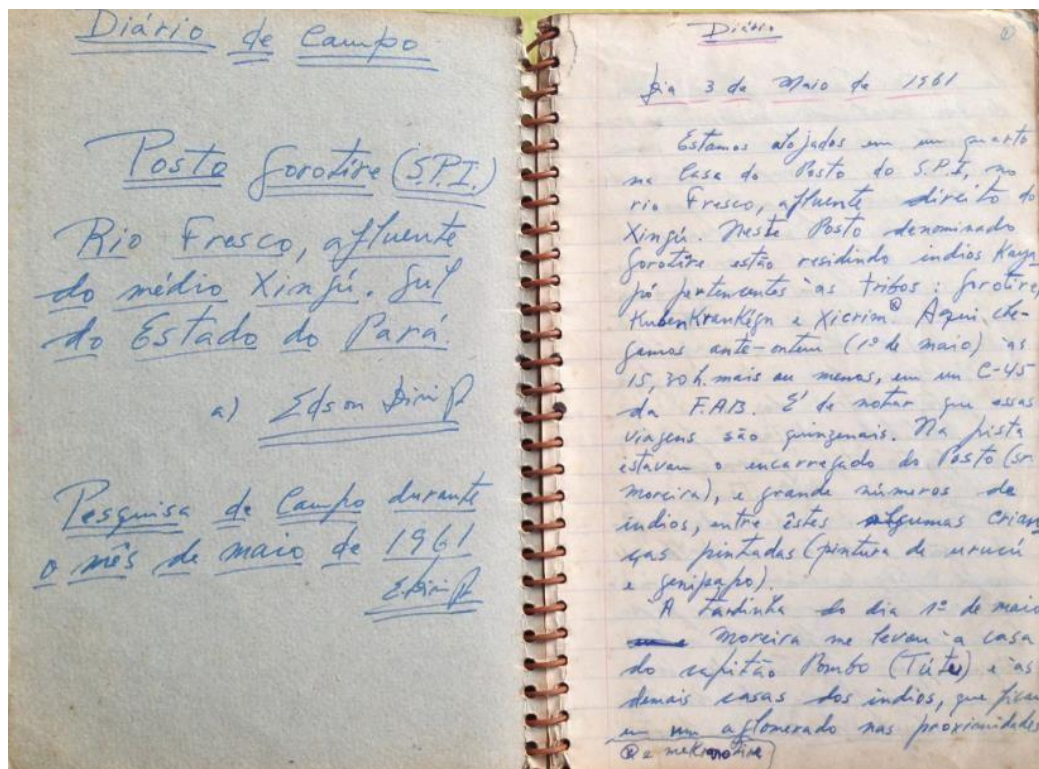 Diário de Campo
Posto Gorotire (S.P.I.)
Rio Fresco, afluente
do médio Xingú. Sul
do Estado do Pará.
a) Edson Diniz
Pesquisa de Campo durante
o mês de maio de 1961
E. Diniz
Diário
1
Dia 3 de Maio de 1961
Estamos alojados em um quarto
na Casa do Posto do S.P.I, no
rio Fresco, afluente direito do
Xingú. Neste Posto denominado
Gorotire estão residindo indios Kaya
pó pertencentes às tribos: Gorotire,
KubenKranKêgn e Xicrim ⊗ Aqui che-
gamos ante-ontem (1º de maio) às
15,30 h. mais ou menos, em um C-45
da F.A.B. É de notar que essas
viagens são quinzenais. Na pista
estavam o encarregado do Posto (sr
Moreira), e grande números de
indios, entre êstes algumas crian
ças pintadas (pintura de urucú
e genipapo).
A tardinha do dia 1º de maio
Moreira me levou à casa
do capitão Pombo (Tút) e às
demais casas dos indios, que ficam
em um aglomerado nas proximidades
⊗ e mekranotire